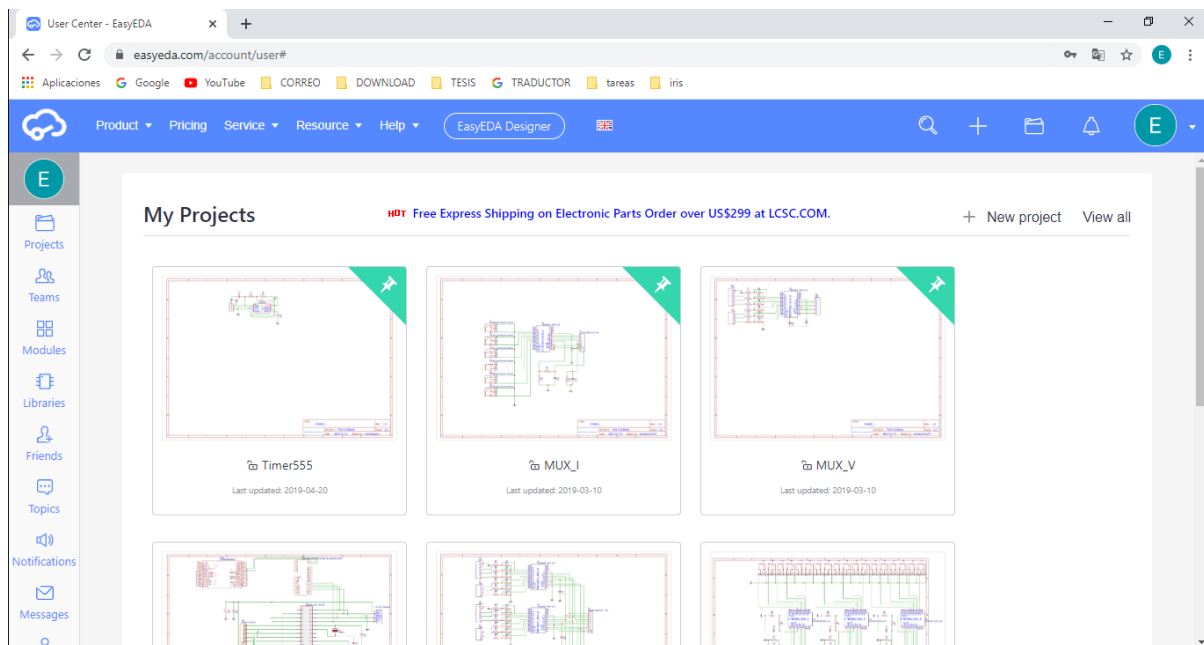 User Center - EasyEDA
easyeda.com/account/user#
E
Aplicaciones Google YouTube CORREO DOWNLOAD TESIS TRADUCTOR tareas iris
Product Pricing Service Resource Help EasyEDA Designer E
E
My Projects HOT Free Express Shipping on Electronic Parts Order over US$299 at LCSC.COM. + New project View all
Projects
Teams
Modules
Libraries
Friends
Topics
Notifications
Messages
Timer555 MUX_I MUX_V
Last updated: 2019-04-20 Last updated: 2019-03-10 Last updated: 2019-03-10